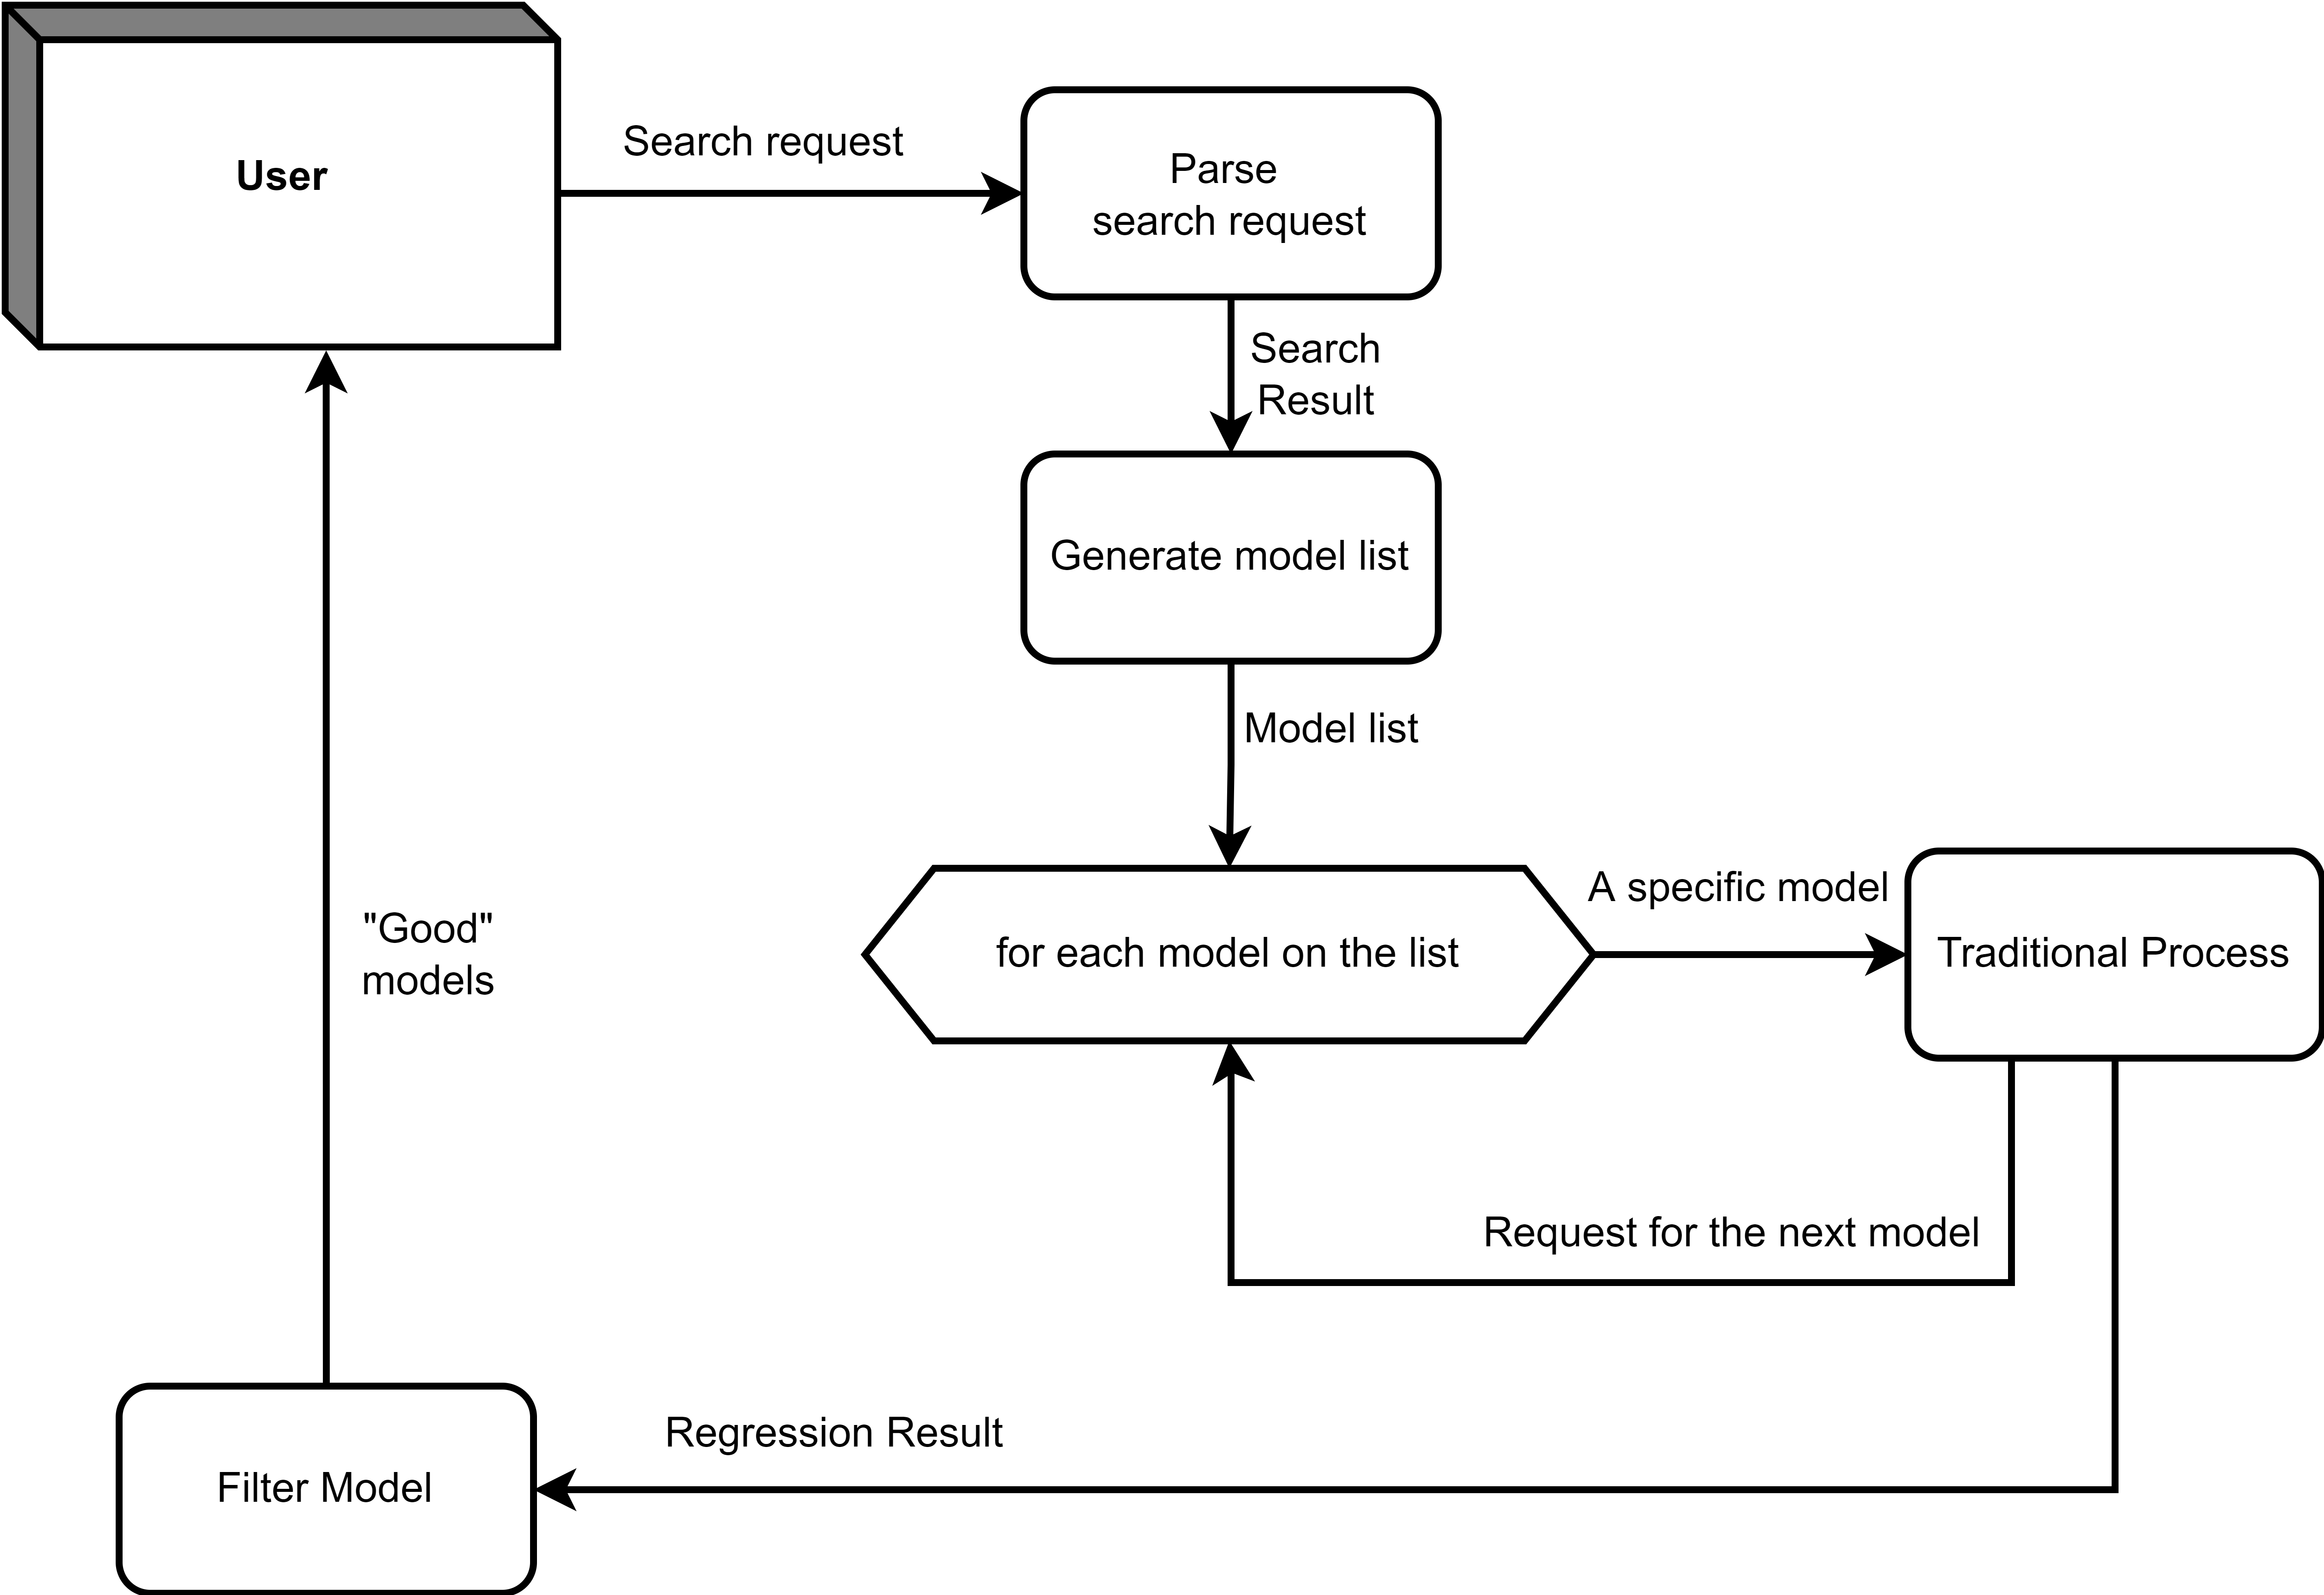 User
Search request
Parse
search request
Search
Result
Generate model list
Model list
for each model on the list
A specific model
Traditional Process
"Good"
models
Request for the next model
Regression Result
Filter Model